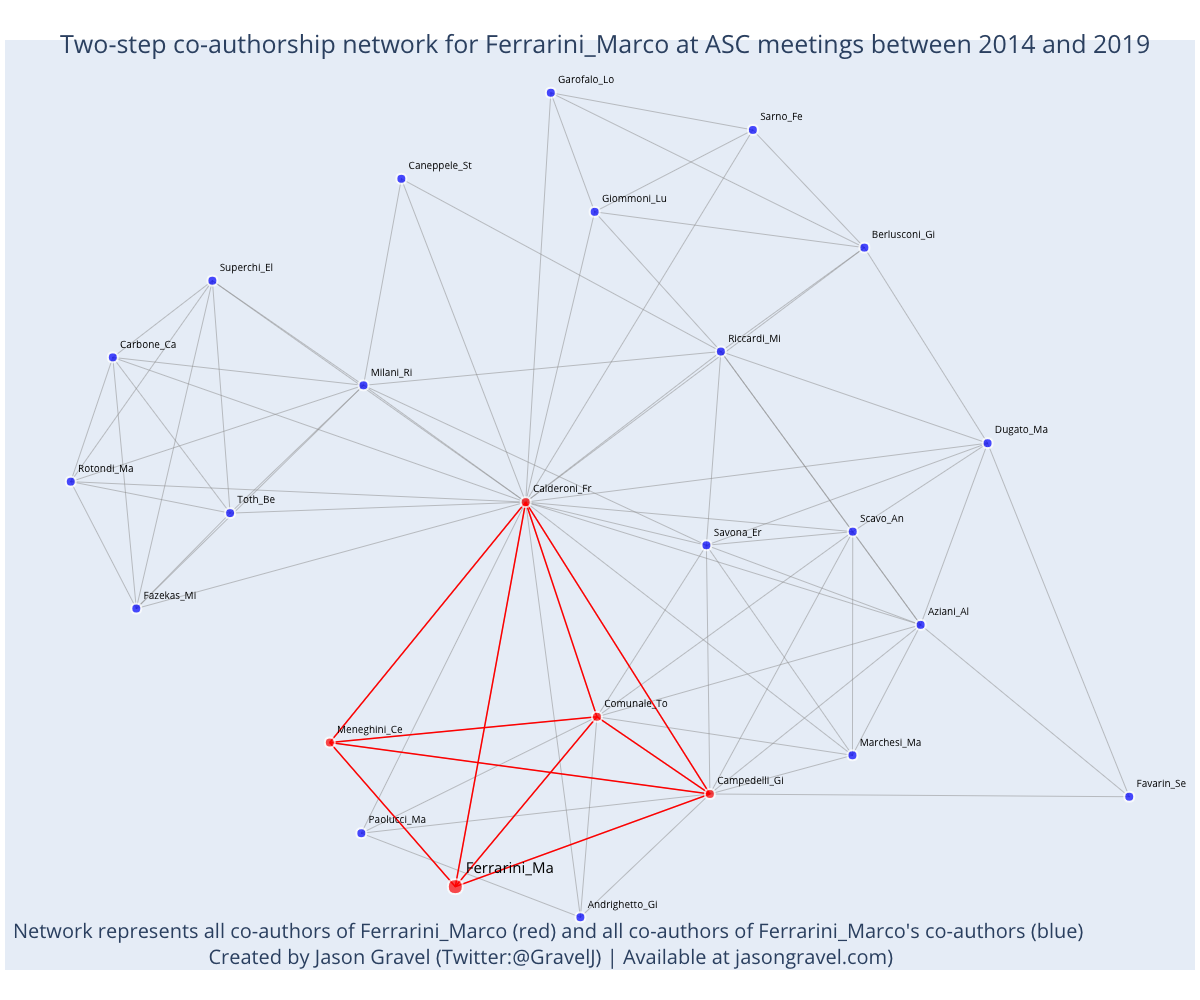 Two-step co-authorship network for Ferrarini_Marco at ASC meetings between 2014 and 2019
Garofalo_Lo
Sarno_Fe
Caneppele_St
Giommoni_Lu
Berlusconi_Gi
Superchi_El
Riccardi_Mi
Carbone_Ca
Milani_Ri
Dugato_Ma
Rotondi_Ma
Calderoni_Fr
Toth_Be
Scavo_An
Savona_Er
Fazekas_Mi
Aziani_Al
Comunale_To
Meneghini_Ce
Marchesi_Ma
Campedelli_Gi
Favarin_Se
Paolucci_Ma
Ferrarini_Ma
Andrighetto_Gi
Network represents all co-authors of Ferrarini_Marco (red) and all co-authors of Ferrarini_Marco's co-authors (blue)
Created by Jason Gravel (Twitter:@GravelJ) | Available at jasongravel.com)